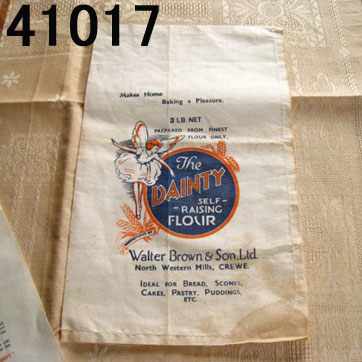 41017
Makes Home
Baking a Pleasure.
3 LB. NET
PREPARED FROM FINEST
FLOUR ONLY.
The
DAINTY
SELF-
-RAISING
FLOUR
Walter Brown & Son, Ltd.
North Western Mills, CREWE.
IDEAL FOR BREAD, SCONES,
CAKES, PASTRY, PUDDINGS,
ETC.